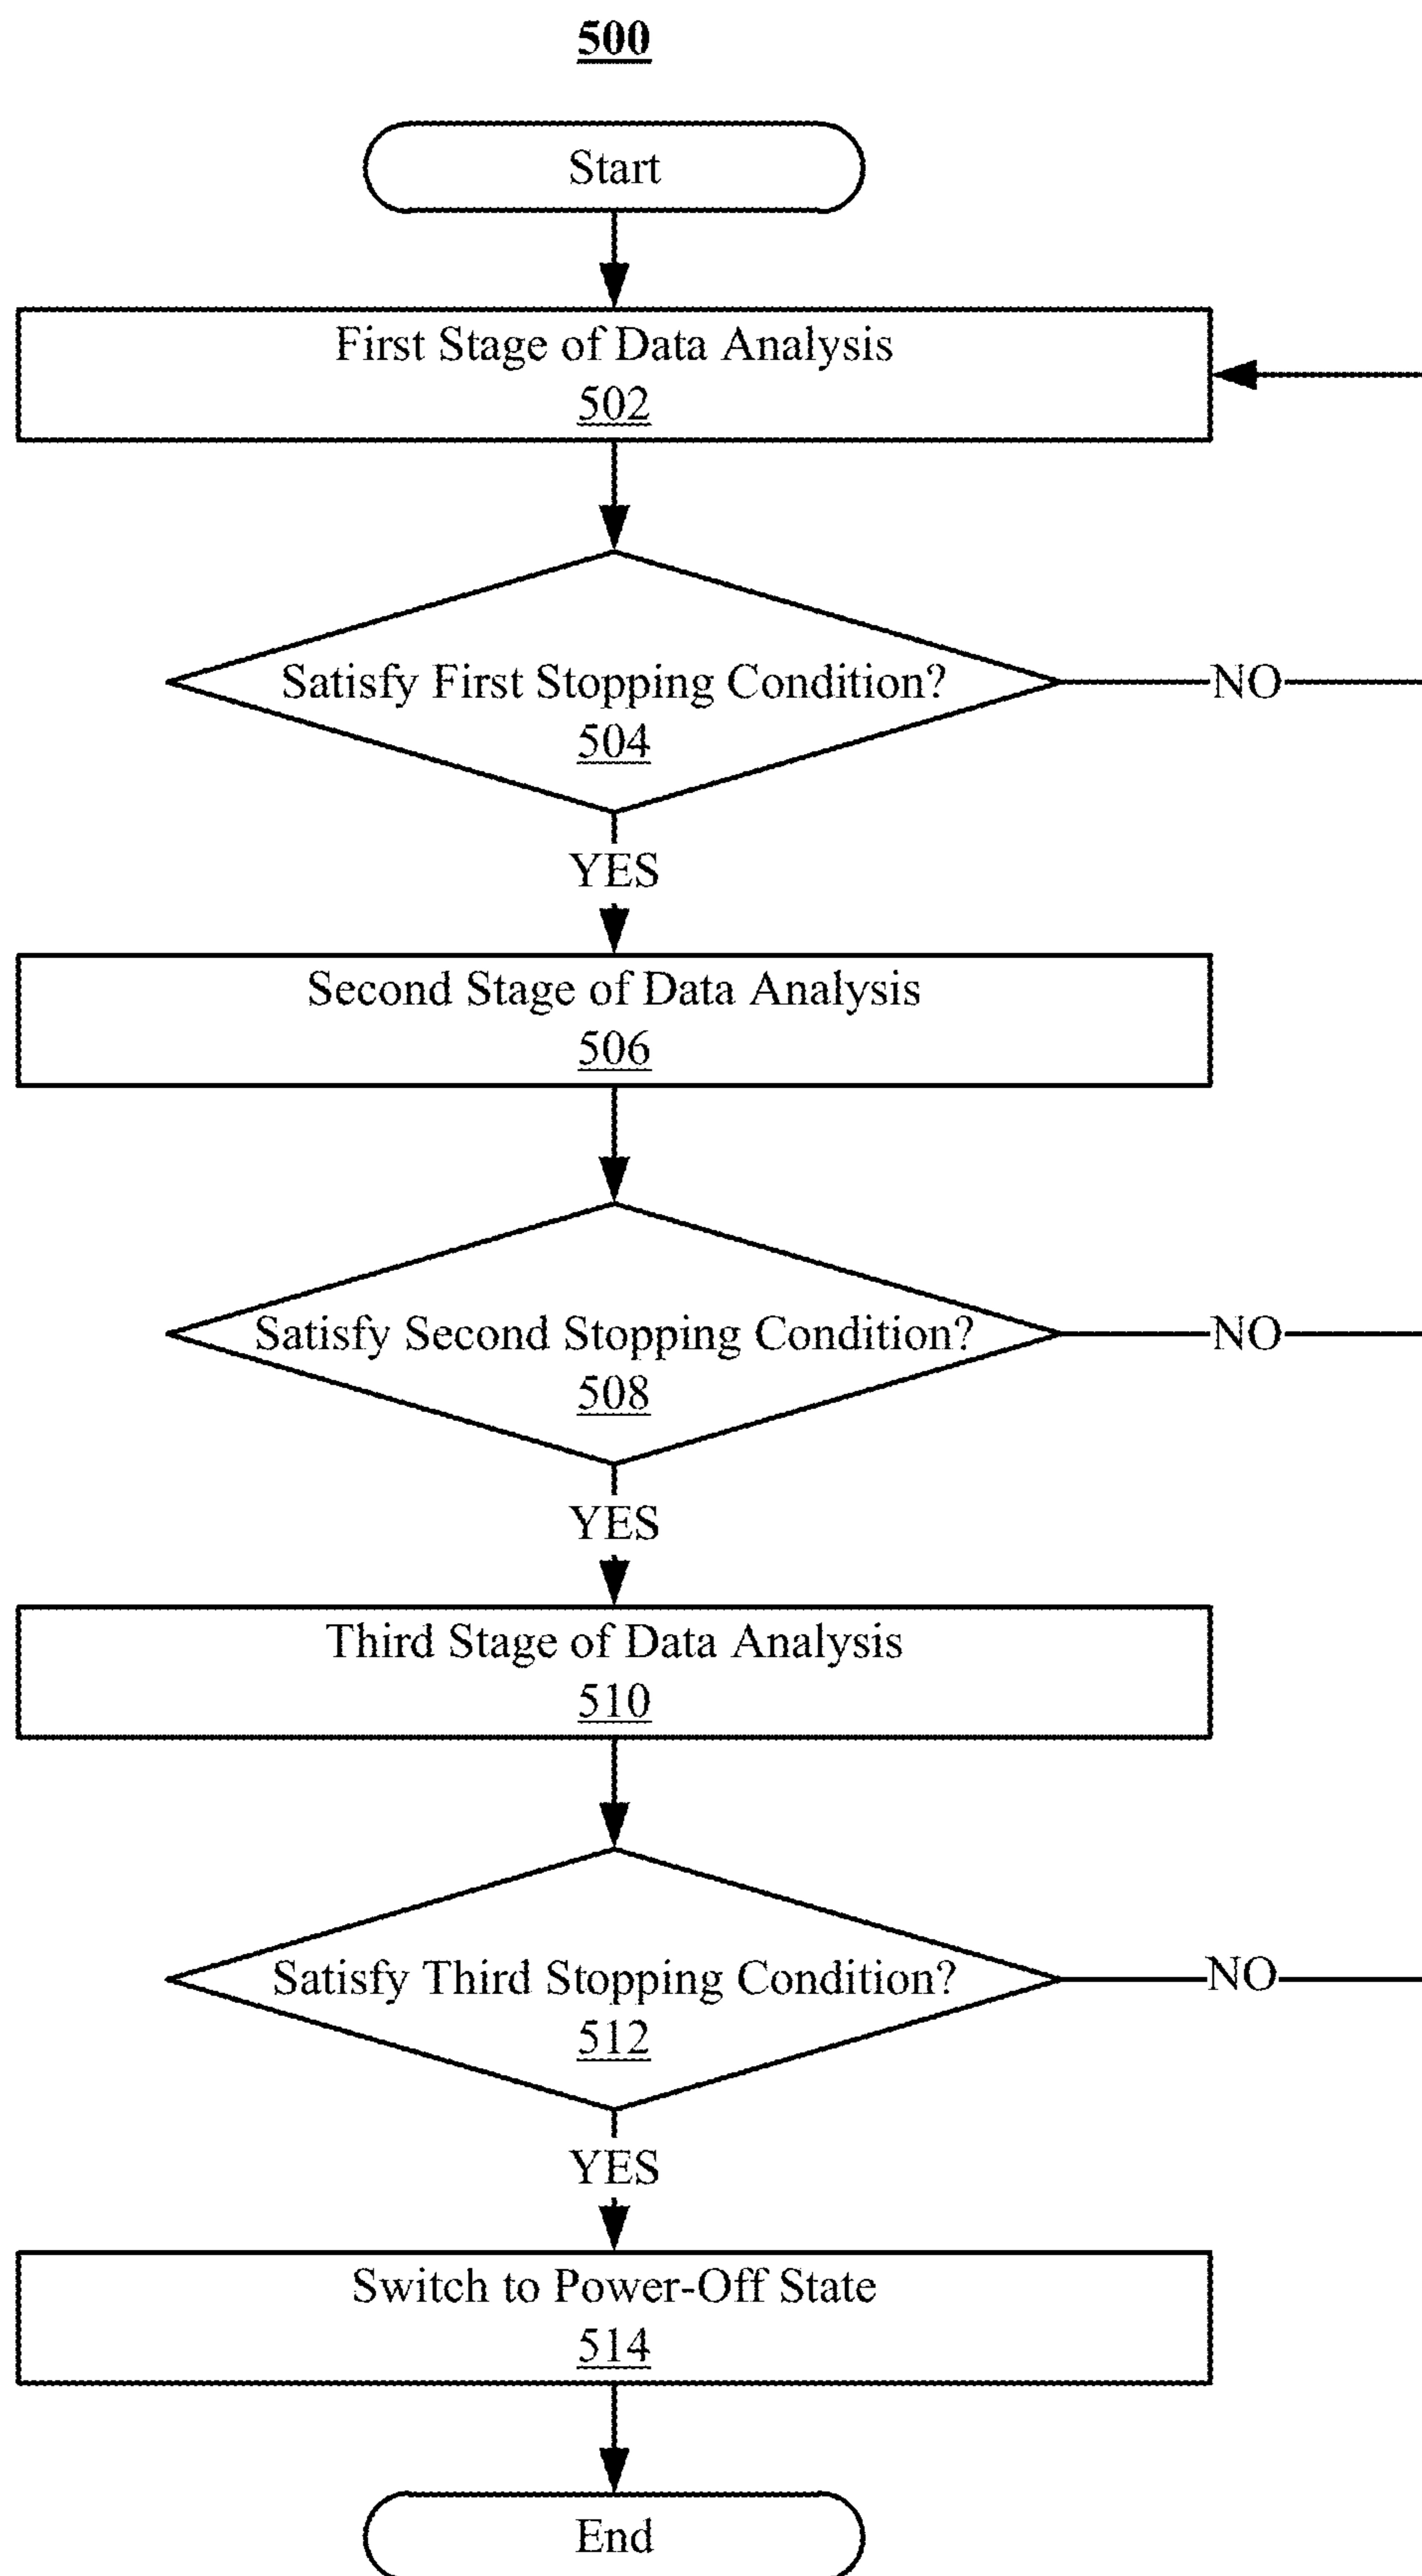 500
Start
First Stage of Data Analysis
502
Satisfy First Stopping Condition?
504
NO
YES
Second Stage of Data Analysis
506
Satisfy Second Stopping Condition?
508
NO
YES
Third Stage of Data Analysis
510
Satisfy Third Stopping Condition?
512
NO
YES
Switch to Power-Off State
514
End